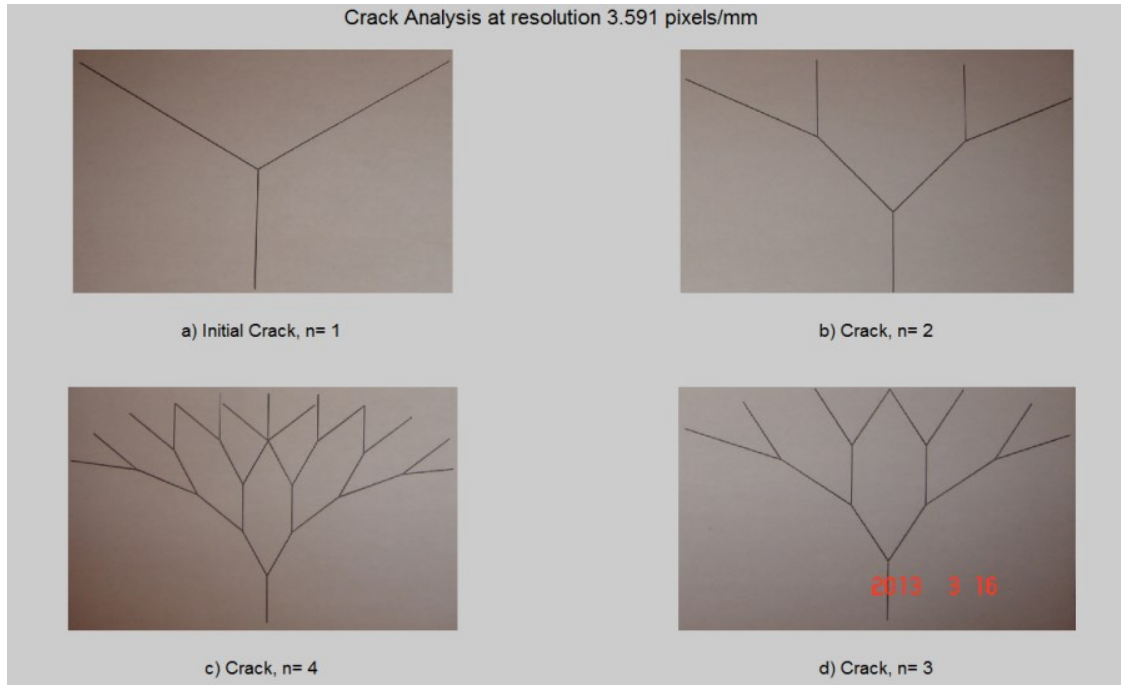 Crack Analysis at resolution 3.591 pixels/mm
a) Initial Crack, n= 1
b) Crack, n= 2
2013 3 16
c) Crack, n= 4
d) Crack, n= 3